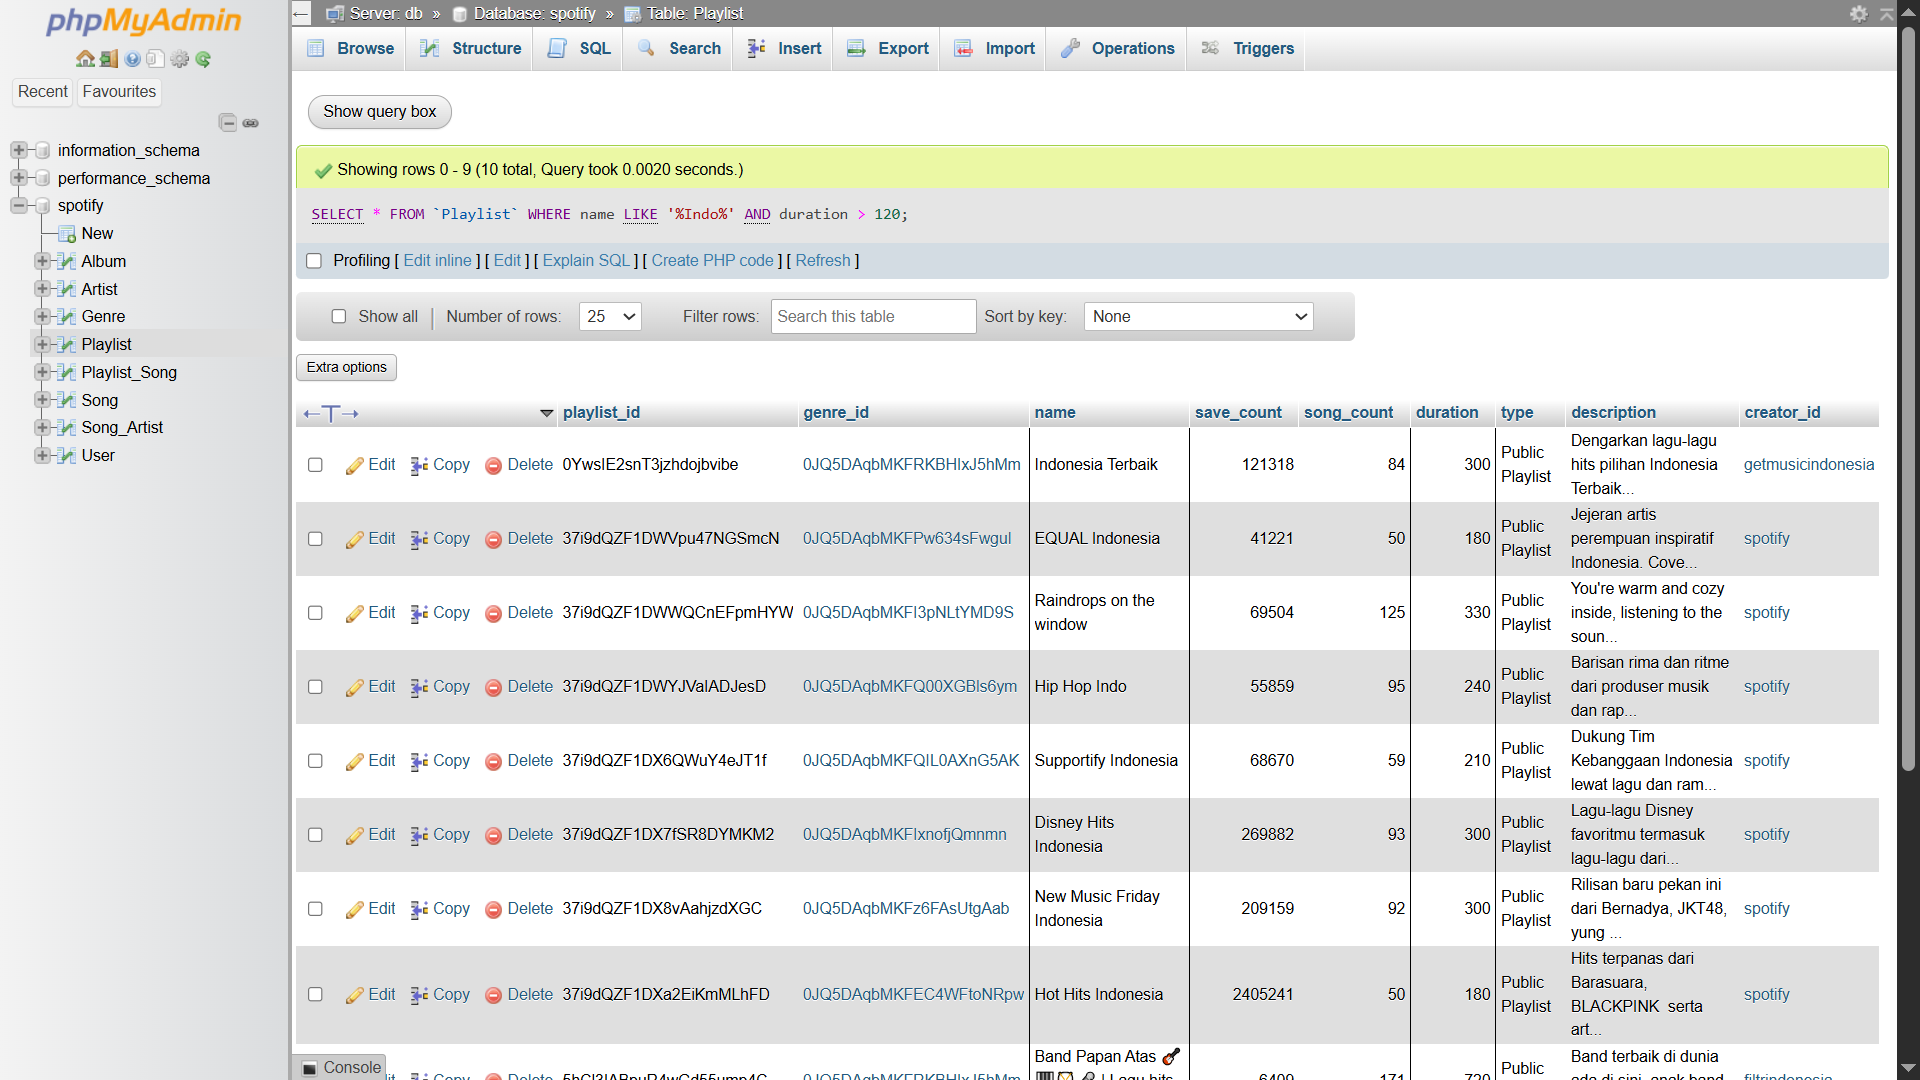 phpMyAdmin
Recent Favourites
information_schema
performance_schema
spotify
New
Album
Artist
Genre
Playlist
Playlist_Song
Song
Song_Artist
User
Server: db » Database: spotify » Table: Playlist
Browse Structure SQL Search Insert Export Import Operations Triggers
Show query box
Showing rows 0 - 9 (10 total, Query took 0.0020 seconds.)
SELECT * FROM `Playlist` WHERE name LIKE '%Indo%' AND duration > 120;
Profiling [ Edit inline ] [ Edit ] [ Explain SQL ] [ Create PHP code ] [ Refresh ]
Show all Number of rows: 25 Filter rows: Search this table Sort by key: None
Extra options
playlist_id genre_id name save_count song_count duration type description creator_id
Edit Copy Delete 0YwsIE2snT3jzhdojbvibe 0JQ5DAqbMKFRKBHIxJ5hMm Indonesia Terbaik 121318 84 300 Public Playlist Dengarkan lagu-lagu hits pilihan Indonesia Terbaik... getmusicindonesia
Edit Copy Delete 37i9dQZF1DWVpu47NGSmcN 0JQ5DAqbMKFPw634sFwguI EQUAL Indonesia 41221 50 180 Public Playlist Jejeran artis perempuan inspiratif Indonesia. Cove... spotify
Edit Copy Delete 37i9dQZF1DWWQCnEFpmHYW 0JQ5DAqbMKFI3pNLtYMD9S Raindrops on the window 69504 125 330 Public Playlist You're warm and cozy inside, listening to the soun... spotify
Edit Copy Delete 37i9dQZF1DWYJValADJesD 0JQ5DAqbMKFQ00XGBls6ym Hip Hop Indo 55859 95 240 Public Playlist Barisan rima dan ritme dari produser musik dan rap... spotify
Edit Copy Delete 37i9dQZF1DX6QWuY4eJT1f 0JQ5DAqbMKFQIL0AXnG5AK Supportify Indonesia 68670 59 210 Public Playlist Dukung Tim Kebanggaan Indonesia lewat lagu dan ram... spotify
Edit Copy Delete 37i9dQZF1DX7fSR8DYMKM2 0JQ5DAqbMKFIxnofjQmnmn Disney Hits Indonesia 269882 93 300 Public Playlist Lagu-lagu Disney favoritmu termasuk lagu-lagu dari... spotify
Edit Copy Delete 37i9dQZF1DX8vAahjzdXGC 0JQ5DAqbMKFz6FAsUtgAab New Music Friday Indonesia 209159 92 300 Public Playlist Rilisan baru pekan ini dari Bernadya, JKT48, yung ... spotify
Edit Copy Delete 37i9dQZF1DXa2EiKmMLhFD 0JQ5DAqbMKFEC4WFtoNRpw Hot Hits Indonesia 2405241 50 180 Public Playlist Hits terpanas dari Barasuara, BLACKPINK serta art... spotify
Band Papan Atas Public Band terbaik di dunia
Console